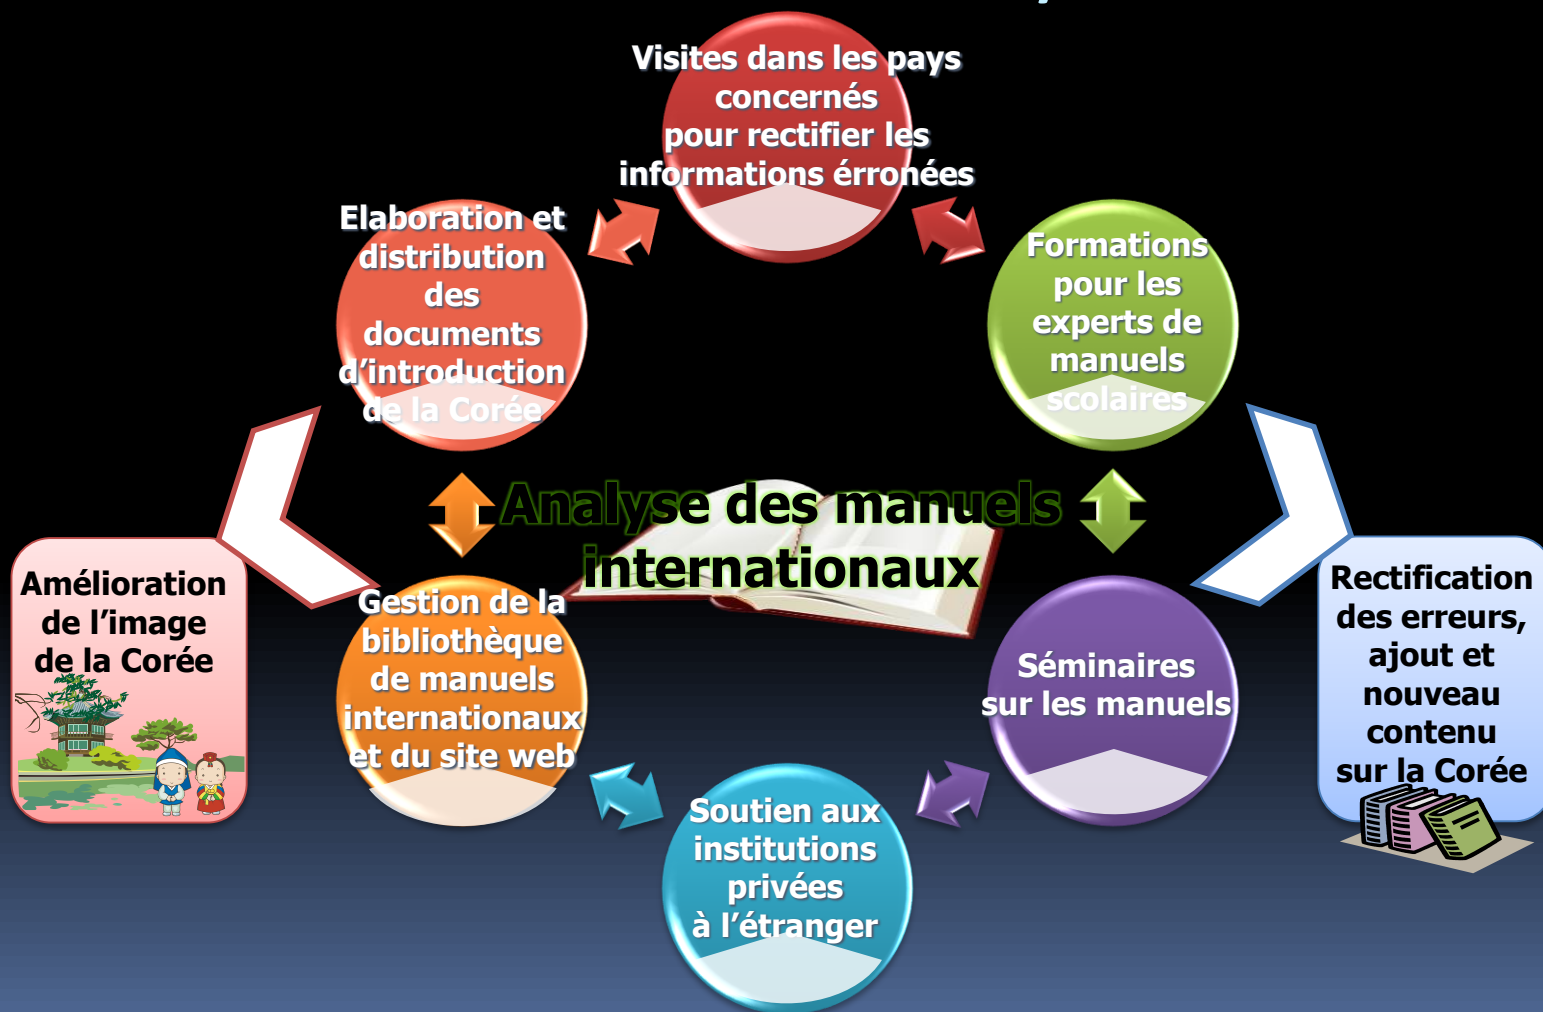 Visites dans les pays
concernés
pour rectifier les
informations érronées
Elaboration et
distribution
des
documents
d'introduction
de la Corée
Formations
pour les
experts de
manuels
scolaires
Analyse des manuels
internationaux
Amélioration
de l'image
de la Corée
Gestion de la
bibliothèque
de manuels
internationaux
et du site web
Séminaires
sur les manuels
Rectification
des erreurs,
ajout et
nouveau
contenu
sur la Corée
Soutien aux
institutions
privées
à l'étranger